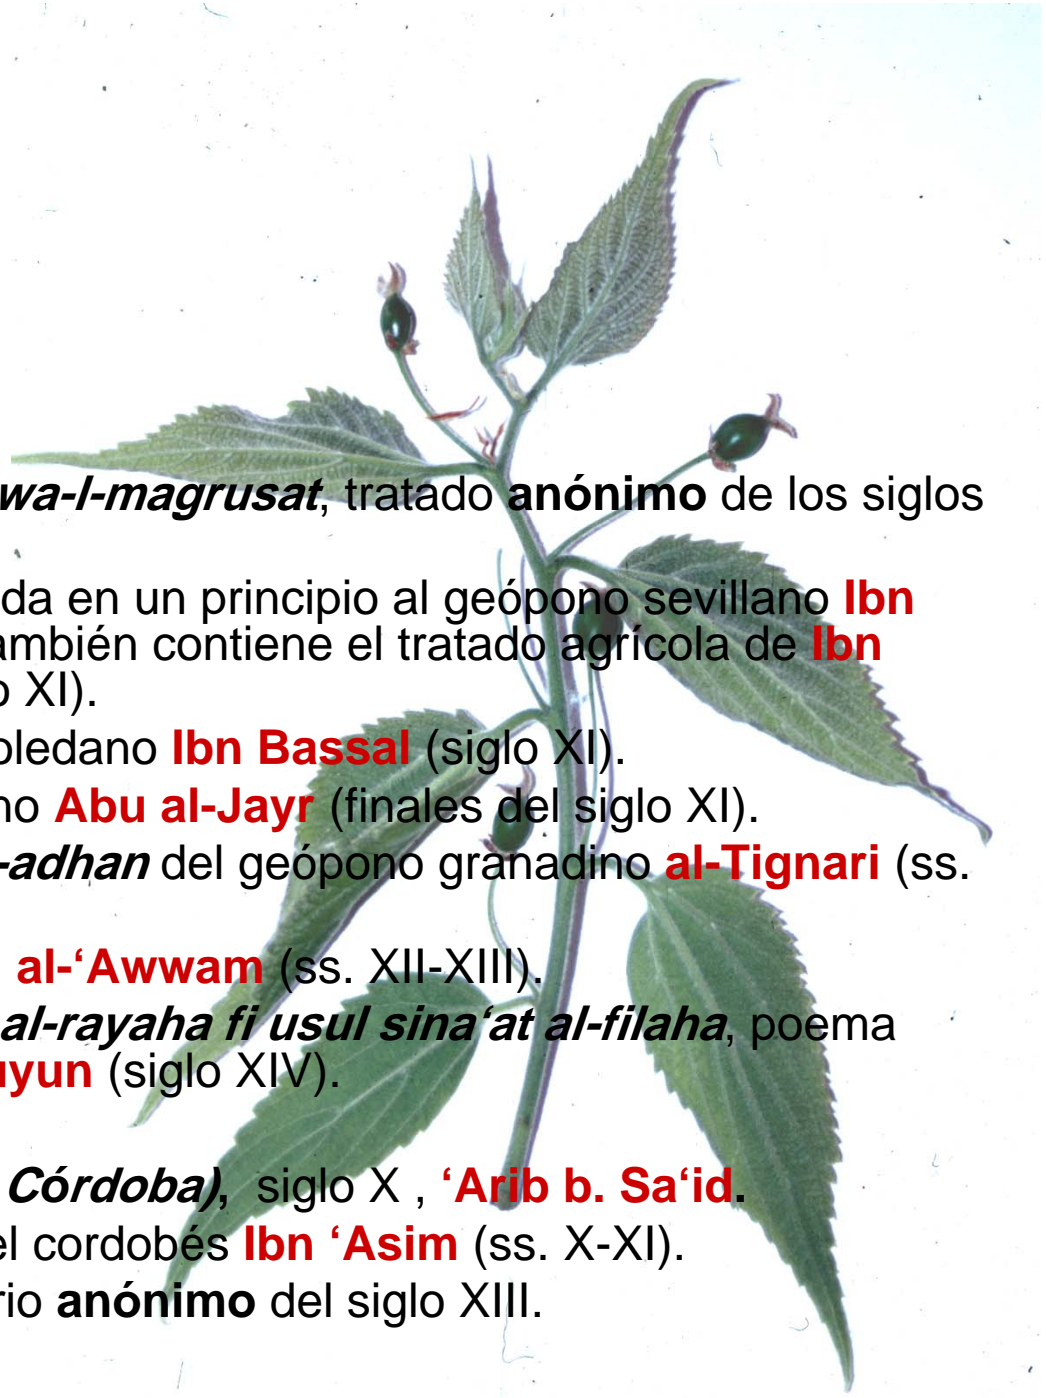 wa-l-magrusat, tratado anónimo de los siglos
da en un principio al geópono sevillano Ibn
ambién contiene el tratado agrícola de Ibn
o XI).
oledano Ibn Bassal (siglo XI).
no Abu al-Jayr (finales del siglo XI).
-adhan del geópono granadino al-Tignari (ss.
al-‘Awwam (ss. XII-XIII).
al-rayaha fi usul sina‘at al-filaha, poema
uyun (siglo XIV).
Córdoba), siglo X , ‘Arib b. Sa‘id.
el cordobés Ibn ‘Asim (ss. X-XI).
rio anónimo del siglo XIII.